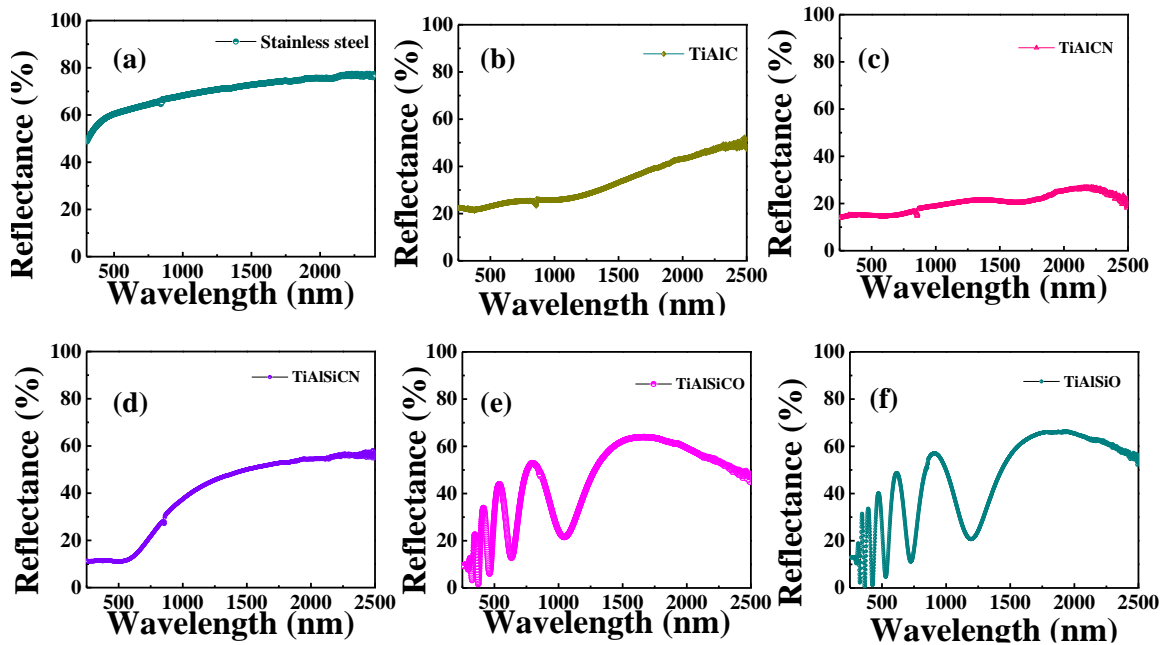 100
80
60
40
20
0
Reflectance (%)
(a)
Stainless steel
500 1000 1500 2000
Wavelength (nm)
100
80
60
40
20
0
Reflectance (%)
(b)
TiAlC
500 1000 1500 2000 2500
Wavelength (nm)
100
80
60
40
20
0
Reflectance (%)
(c)
TiAlCN
500 1000 1500 2000 2500
Wavelength (nm)
100
80
60
40
20
0
Reflectance (%)
(d)
TiAlSiCN
500 1000 1500 2000 2500
Wavelength (nm)
100
80
60
40
20
0
Reflectance (%)
(e)
TiAlSiCO
500 1000 1500 2000 2500
Wavelength (nm)
100
80
60
40
20
0
Reflectance (%)
(f)
TiAlSiO
500 1000 1500 2000 2500
Wavelength (nm)